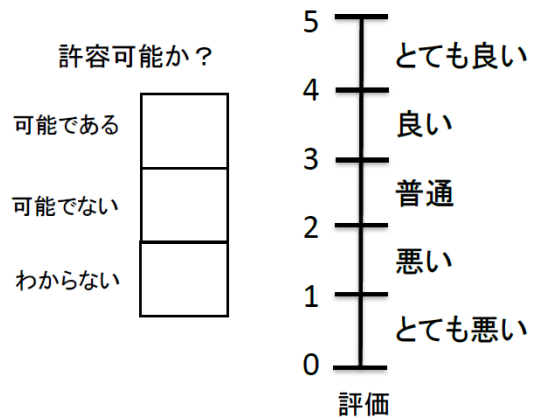 許容可能か？
可能である
可能でない
わからない
5
とても良い
4
良い
3
普通
2
悪い
1
とても悪い
0
評価